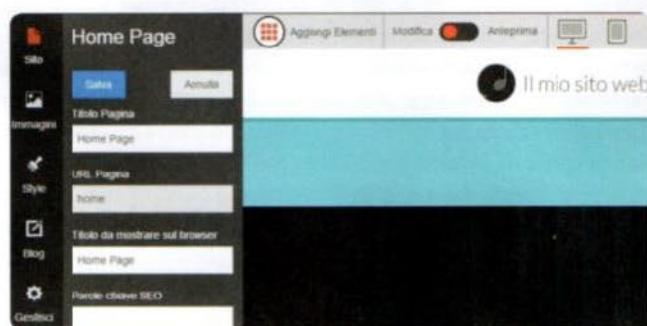 Sito
Immagini
Style
Blog
Gestisci
Home Page
Salva
Annulla
Titolo Pagina
Home Page
URL Pagina
home
Titolo da mostrare sul browser
Home Page
Parole chiave SEO
Aggiungi Elementi
Modifica
Anteprima
Il mio sito web